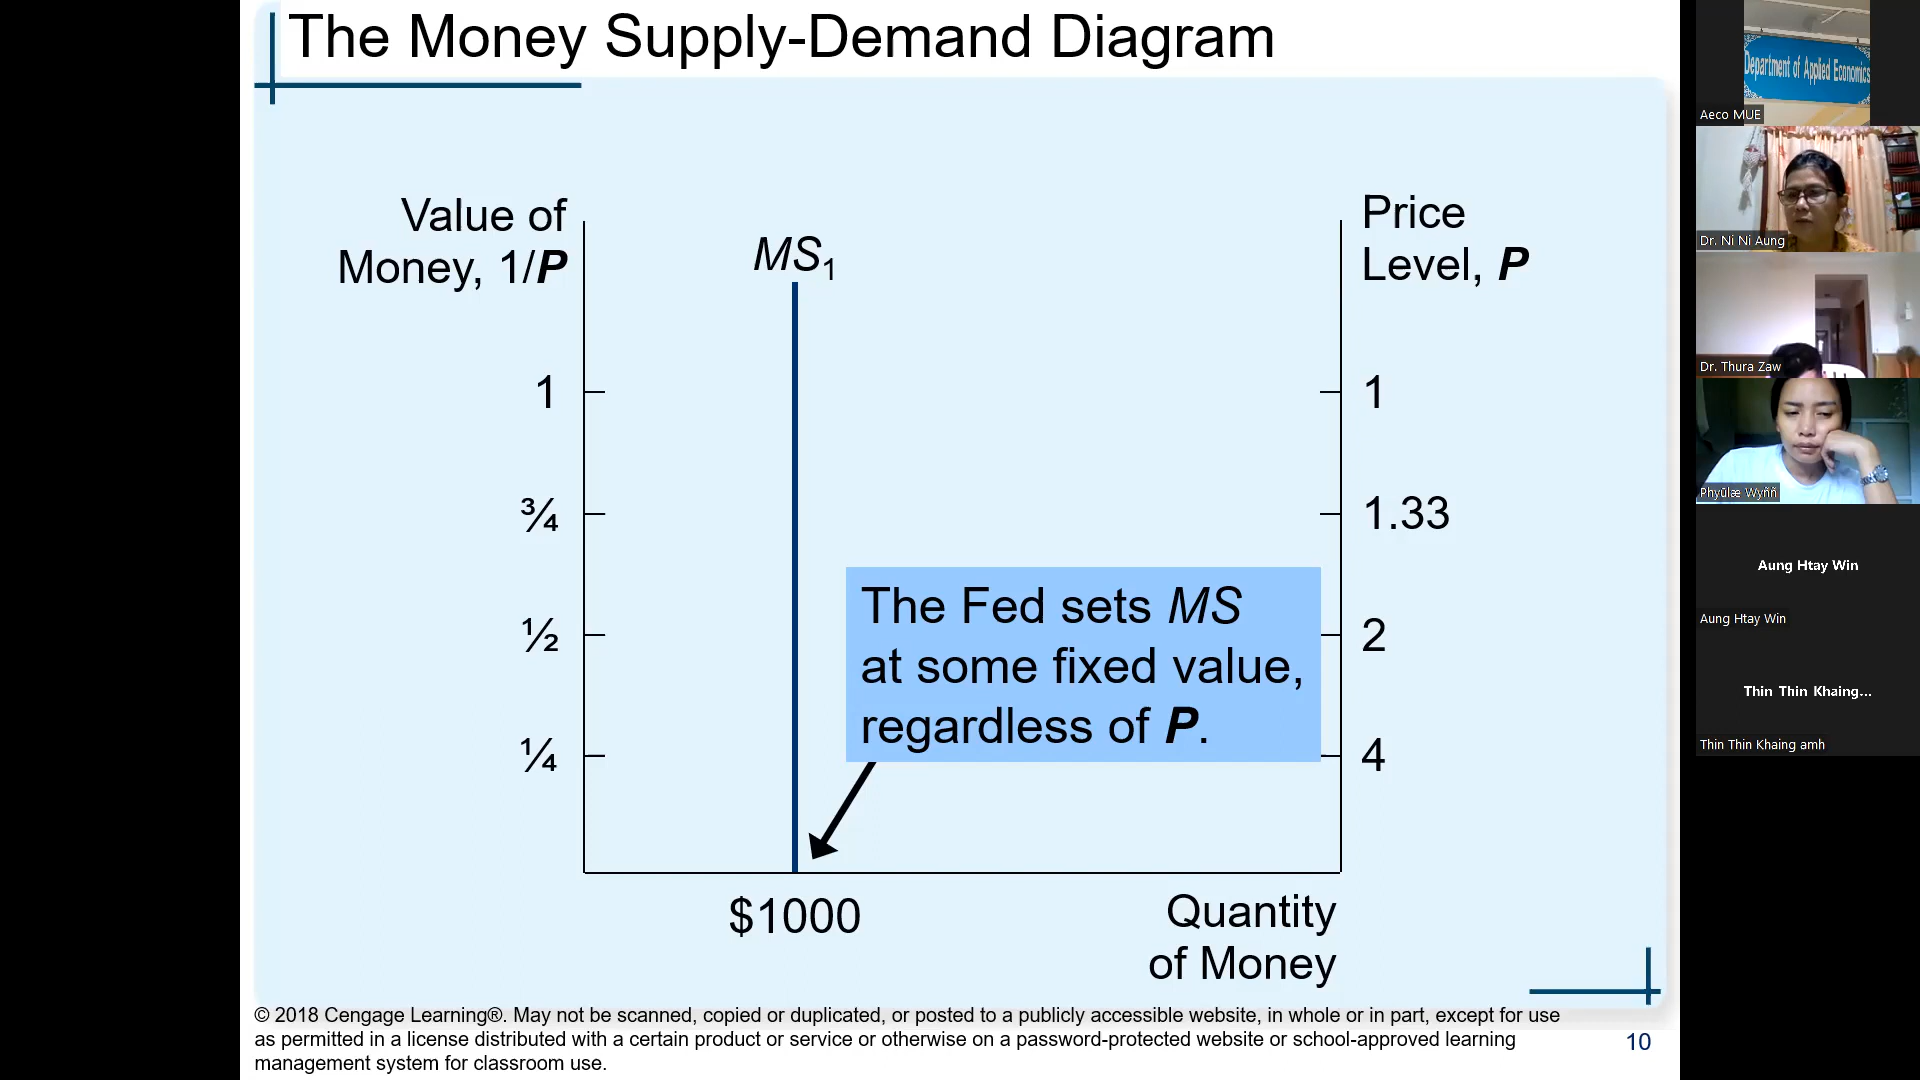 The Money Supply-Demand Diagram
Value of
Money, 1/P
MS1
Price
Level, P
1
¾
½
¼
1
1.33
2
4
The Fed sets MS
at some fixed value,
regardless of P.
$1000
Quantity
of Money
© 2018 Cengage Learning®. May not be scanned, copied or duplicated, or posted to a publicly accessible website, in whole or in part, except for use
as permitted in a license distributed with a certain product or service or otherwise on a password-protected website or school-approved learning
management system for classroom use.
10
Department of Applied Economics
Aeco MUE
Dr. Ni Ni Aung
Dr. Thura Zaw
Phyūlæ Wyññ
Aung Htay Win
Aung Htay Win
Thin Thin Khaing...
Thin Thin Khaing amh